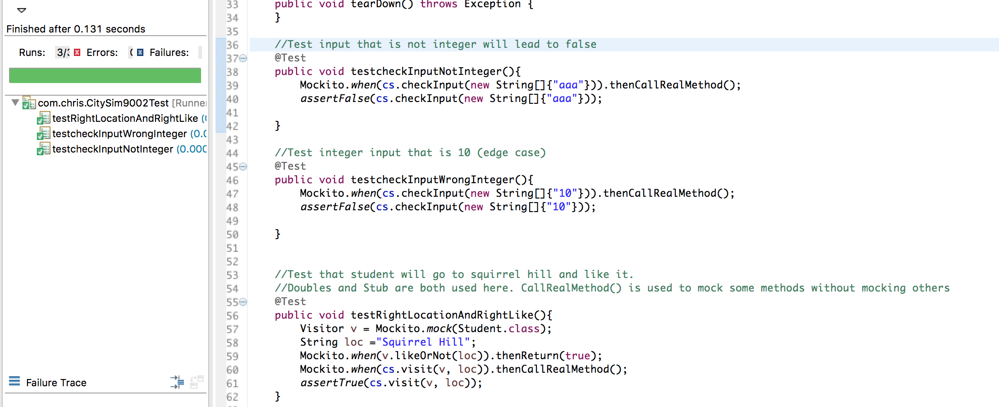 Finished after 0.131 seconds
Runs: 3/3 Errors: Failures:
com.chris.CitySim9002Test [Runner
testRightLocationAndRightLike (
testcheckInputWrongInteger (0.0
testcheckInputNotInteger (0.000
Failure Trace
33 public void tearDown() throws Exception {
34 }
35
36 //Test input that is not integer will lead to false
37 @Test
38 public void testcheckInputNotInteger(){
39 Mockito.when(cs.checkInput(new String[]{"aaa"})).thenCallRealMethod();
40 assertFalse(cs.checkInput(new String[]{"aaa"}));
41
42 }
43
44 //Test integer input that is 10 (edge case)
45 @Test
46 public void testcheckInputWrongInteger(){
47 Mockito.when(cs.checkInput(new String[]{"10"})).thenCallRealMethod();
48 assertFalse(cs.checkInput(new String[]{"10"}));
49
50 }
51
52
53 //Test that student will go to squirrel hill and like it.
54 //Doubles and Stub are both used here. CallRealMethod() is used to mock some methods without mocking others
55 @Test
56 public void testRightLocationAndRightLike(){
57 Visitor v = Mockito.mock(Student.class);
58 String loc ="Squirrel Hill";
59 Mockito.when(v.likeOrNot(loc)).thenReturn(true);
60 Mockito.when(cs.visit(v, loc)).thenCallRealMethod();
61 assertTrue(cs.visit(v, loc));
62 }